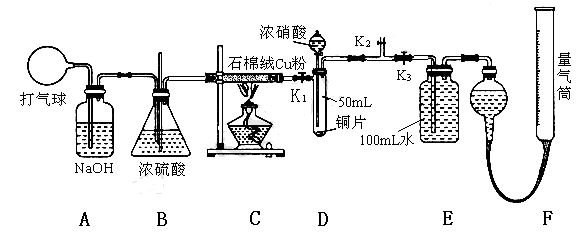 浓硝酸
K₂
石棉绒Cu粉
量气筒
打气球
K₁
K₃
50mL
铜片
100mL水
NaOH
浓硫酸
A B C D E F